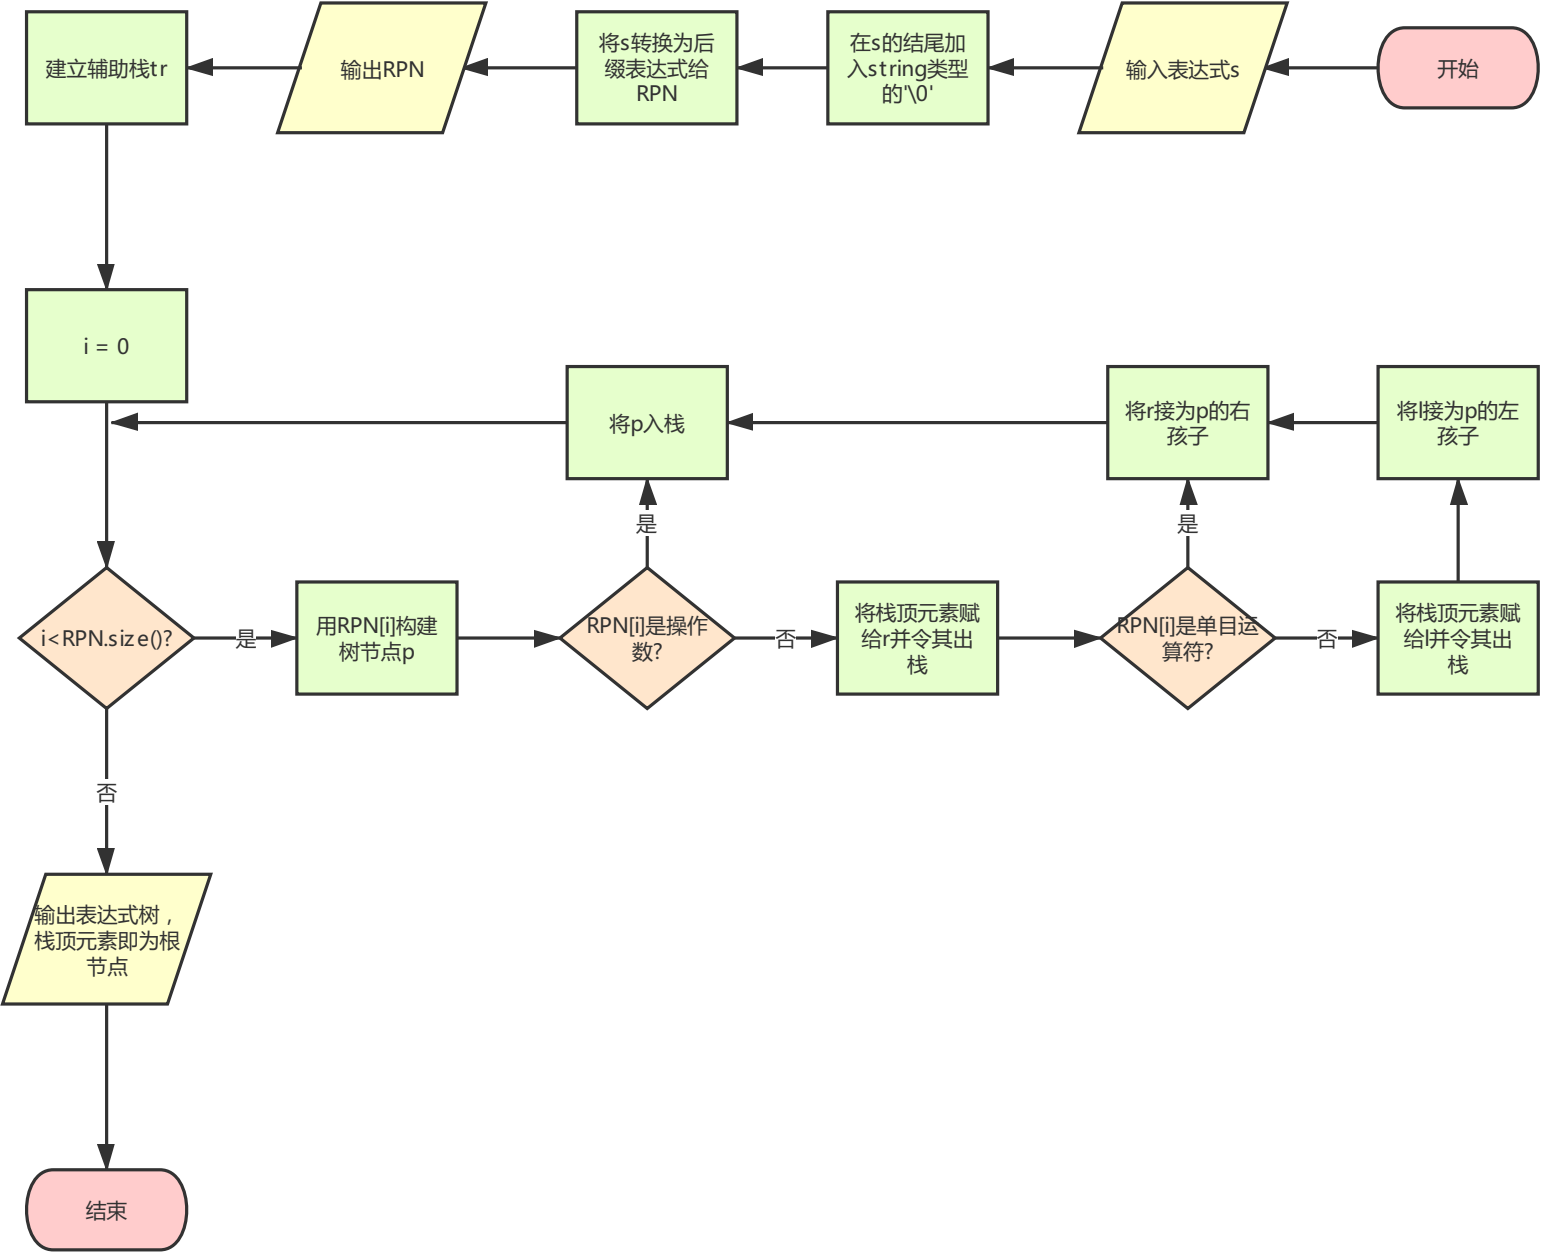 建立辅助栈tr
输出RPN
将s转换为后
缀表达式给
RPN
在s的结尾加
入string类型
的'\0'
输入表达式s
开始
i = 0
将p入栈
将r接为p的右
孩子
将l接为p的左
孩子
是
是
i<RPN.size()?
是
用RPN[i]构建
树节点p
RPN[i]是操作
数?
否
将栈顶元素赋
给r并令其出
栈
RPN[i]是单目运
算符?
否
将栈顶元素赋
给l并令其出
栈
否
输出表达式树，
栈顶元素即为根
节点
结束